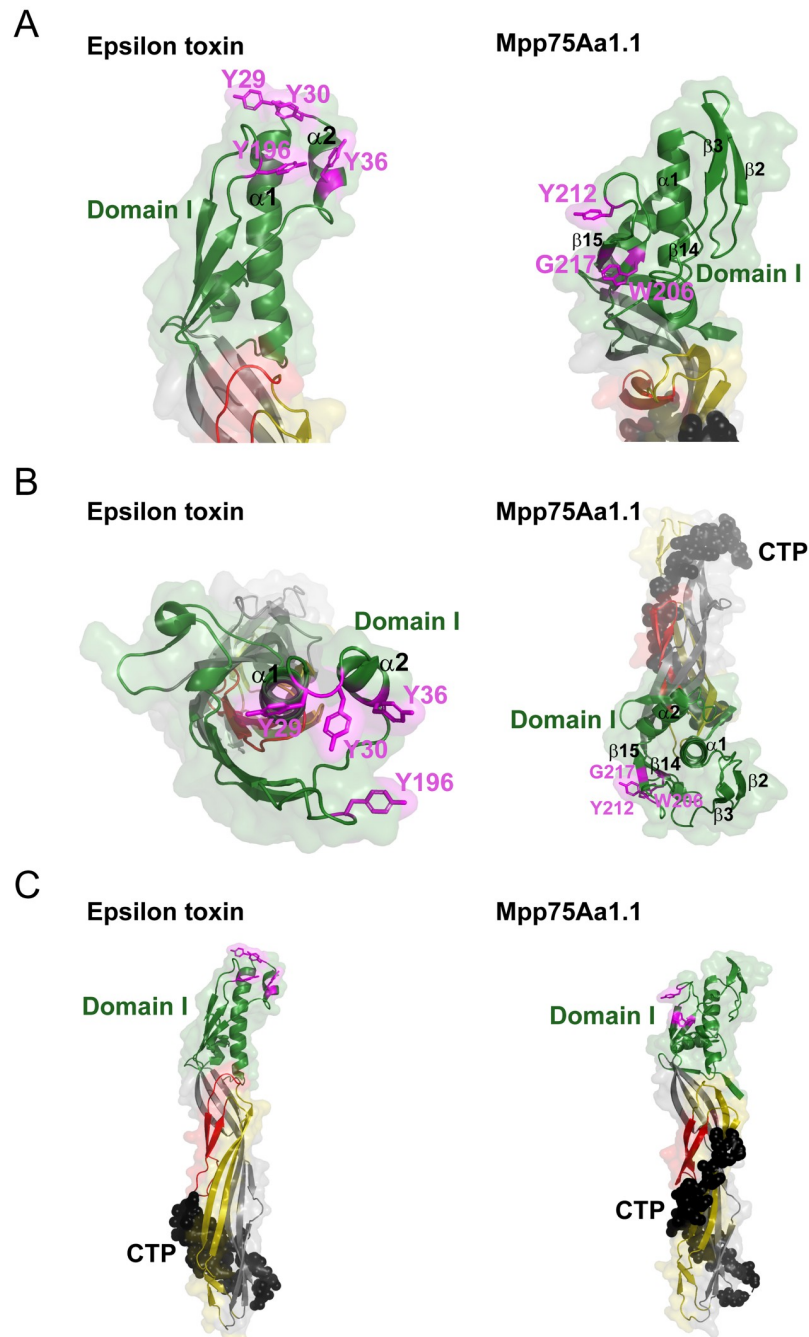 A
Epsilon toxin
Mpp75Aa1.1
Y29
Y30
α2
Y196
Y36
α1
Domain I
β3
β2
α1
Y212
β15
β14
G217
Domain I
W206
B
Epsilon toxin
Mpp75Aa1.1
CTP
Domain I
α1
α2
Y36
Y29
Y30
Y196
Domain I
α2
β15
α1
β14
G217
β2
W206
Y212
β3
C
Epsilon toxin
Mpp75Aa1.1
Domain I
Domain I
CTP
CTP